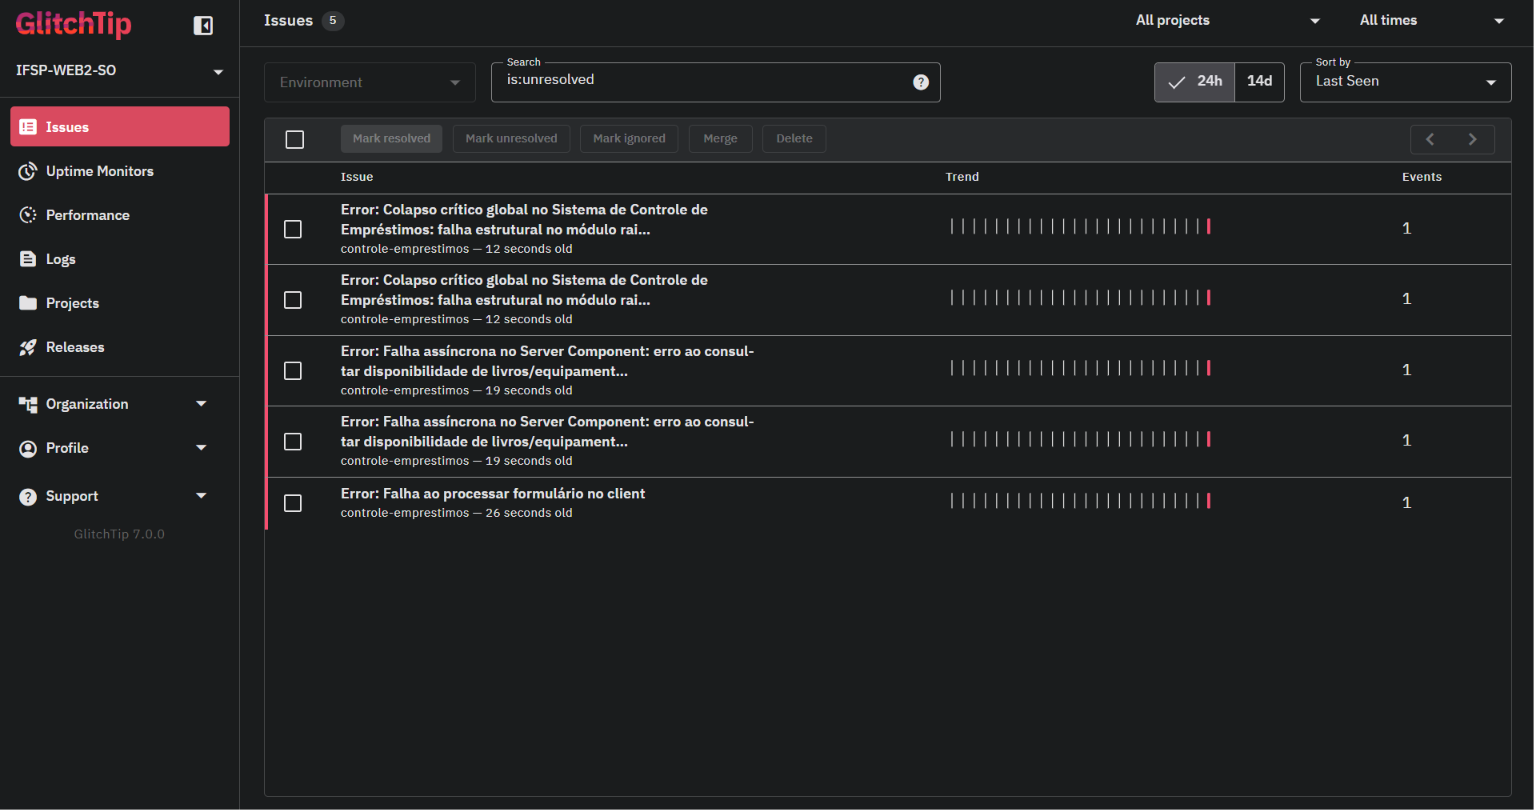 GlitchTip
IFSP-WEB2-SO
Issues
Uptime Monitors
Performance
Logs
Projects
Releases
Organization
Profile
Support
GlitchTip 7.0.0
Issues 5
All projects
All times
Environment
Search
is:unresolved
24h
14d
Sort by
Last Seen
Mark resolved
Mark unresolved
Mark ignored
Merge
Delete
Issue
Trend
Events
Error: Colapso crítico global no Sistema de Controle de
Empréstimos: falha estrutural no módulo rai...
controle-emprestimos — 12 seconds old
1
Error: Colapso crítico global no Sistema de Controle de
Empréstimos: falha estrutural no módulo rai...
controle-emprestimos — 12 seconds old
1
Error: Falha assíncrona no Server Component: erro ao consul-
tar disponibilidade de livros/equipament...
controle-emprestimos — 19 seconds old
1
Error: Falha assíncrona no Server Component: erro ao consul-
tar disponibilidade de livros/equipament...
controle-emprestimos — 19 seconds old
1
Error: Falha ao processar formulário no client
controle-emprestimos — 26 seconds old
1